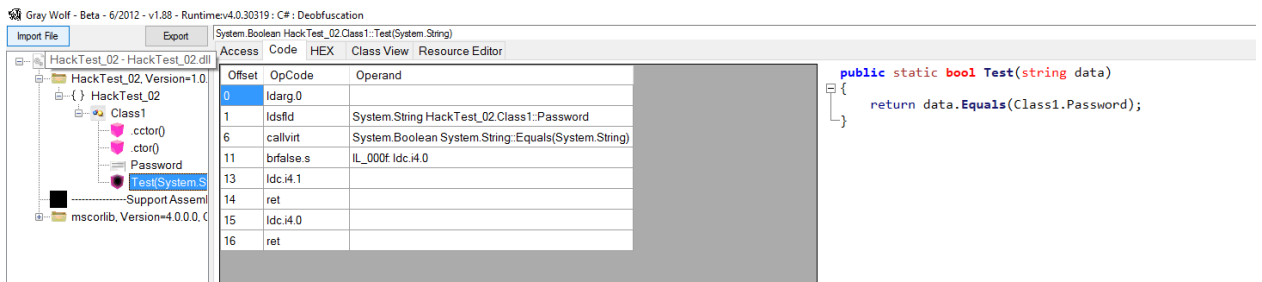 Gray Wolf - Beta - 6/2012 - v1.88 - Runtime:v4.0.30319 : C# : Deobfuscation
Import File Export System.Boolean HackTest_02.Class1::Test(System.String)
HackTest_02 - HackTest_02.dll Access Code HEX Class View Resource Editor
HackTest_02, Version=1.0.
{ } HackTest_02
Class1
.cctor()
.ctor()
Password
Test(System.S
---------------Support Assembl
mscorlib, Version=4.0.0.0, C
Offset OpCode Operand
0 ldarg.0
1 ldsfld System.String HackTest_02.Class1::Password
6 callvirt System.Boolean System.String::Equals(System.String)
11 brfalse.s IL_000f: ldc.i4.0
13 ldc.i4.1
14 ret
15 ldc.i4.0
16 ret
public static bool Test(string data)
{
return data.Equals(Class1.Password);
}